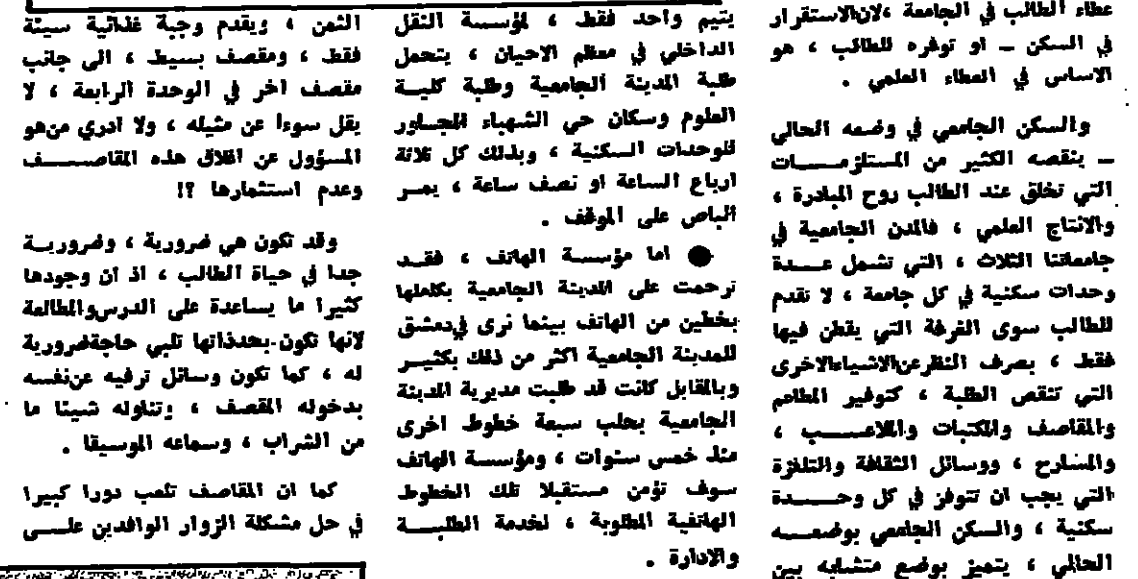 عطاء الطالب في الجامعة ،لان الاستقرار
في السكن ــ او توفره للطالب ، هو
الاساس في العطاء العلمي .
والسكن الجامعي في وضعه الحالي
ــ ينقصه الكثير من المستلزمات
التي تخلق عند الطالب روح المبادرة ،
والانتاج العلمي ، فالمدن الجامعية في
جامعاتنا الثلاث ، التي تشمل عدة
وحدات سكنية في كل جامعة ، لا تقدم
للطالب سوى الغرفة التي يقطن فيها
فقط ، بصرف النظر عن الاشياء الاخرى
التي تنقص الطلبة ، كتوفير المطاعم
والمقاصف والمكتبات والملاعب ،
والمسارح ، ووسائل الثقافة والتلفزة
التي يجب ان تتوفر في كل وحدة
سكنية ، والسكن الجامعي بوضعه
الحالي ، يتميز بوضع متشابه بين
يتيم واحد فقط ، لمؤسسة النقل
الداخلي في معظم الاحيان ، يتحمل
طلبة المدينة الجامعية وطلبة كلية
العلوم وسكان حي الشهباء المجاور
للوحدات السكنية ، وبذلك كل ثلاثة
ارباع الساعة او نصف ساعة ، يمر
الباص على الموقف .
● اما مؤسسة الهاتف ، فقد
ترحمت على المدينة الجامعية بكاملها
بخطين من الهاتف بينما نرى في دمشق
للمدينة الجامعية اكثر من ذلك بكثير
وبالمقابل كانت قد طلبت مديرية المدينة
الجامعية بحلب سبعة خطوط اخرى
منذ خمس سنوات ، ومؤسسة الهاتف
سوف تؤمن مستقبلا تلك الخطوط
الهاتفية المطلوبة ، لخدمة الطلبة
والادارة .
الثمن ، ويقدم وجبة غذائية سيئة
فقط ، ومقصف بسيط ، الى جانب
مقصف اخر في الوحدة الرابعة ، لا
يقل سوءا عن مثيله ، ولا ادري من هو
المسؤول عن اغلاق هذه المقاصف
وعدم استثمارها ؟!
وقد تكون هي ضرورية ، وضرورية
جدا في حياة الطالب ، اذ ان وجودها
كثيرا ما يساعدة على الدرس والمطالعة
لانها تكون بحدذاتها تلبي حاجة ضرورية
له ، كما تكون وسائل ترفيه عن نفسه
بدخوله المقصف ، وتناوله شيئا ما
من الشراب ، وسماعه الموسيقا .
كما ان المقاصف تلعب دورا كبيرا
في حل مشكلة الزوار الوافدين على